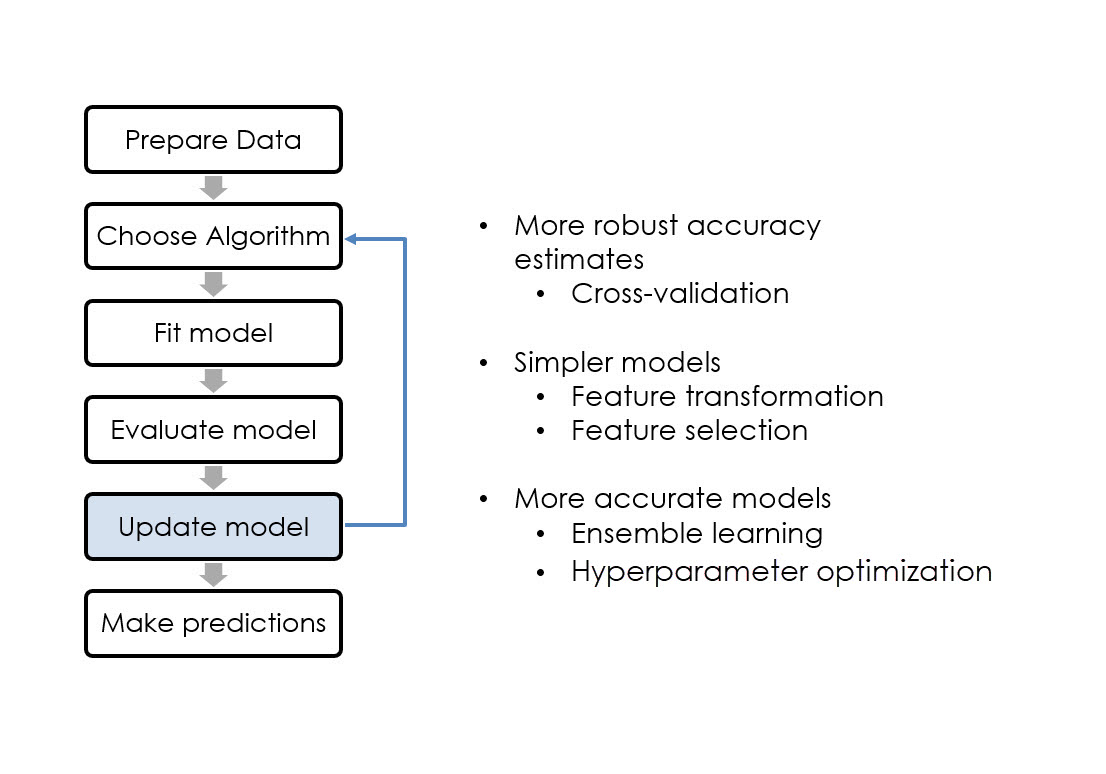 Prepare Data
Choose Algorithm
Fit model
Evaluate model
Update model
Make predictions
• More robust accuracy
estimates
• Cross-validation
• Simpler models
• Feature transformation
• Feature selection
• More accurate models
• Ensemble learning
• Hyperparameter optimization